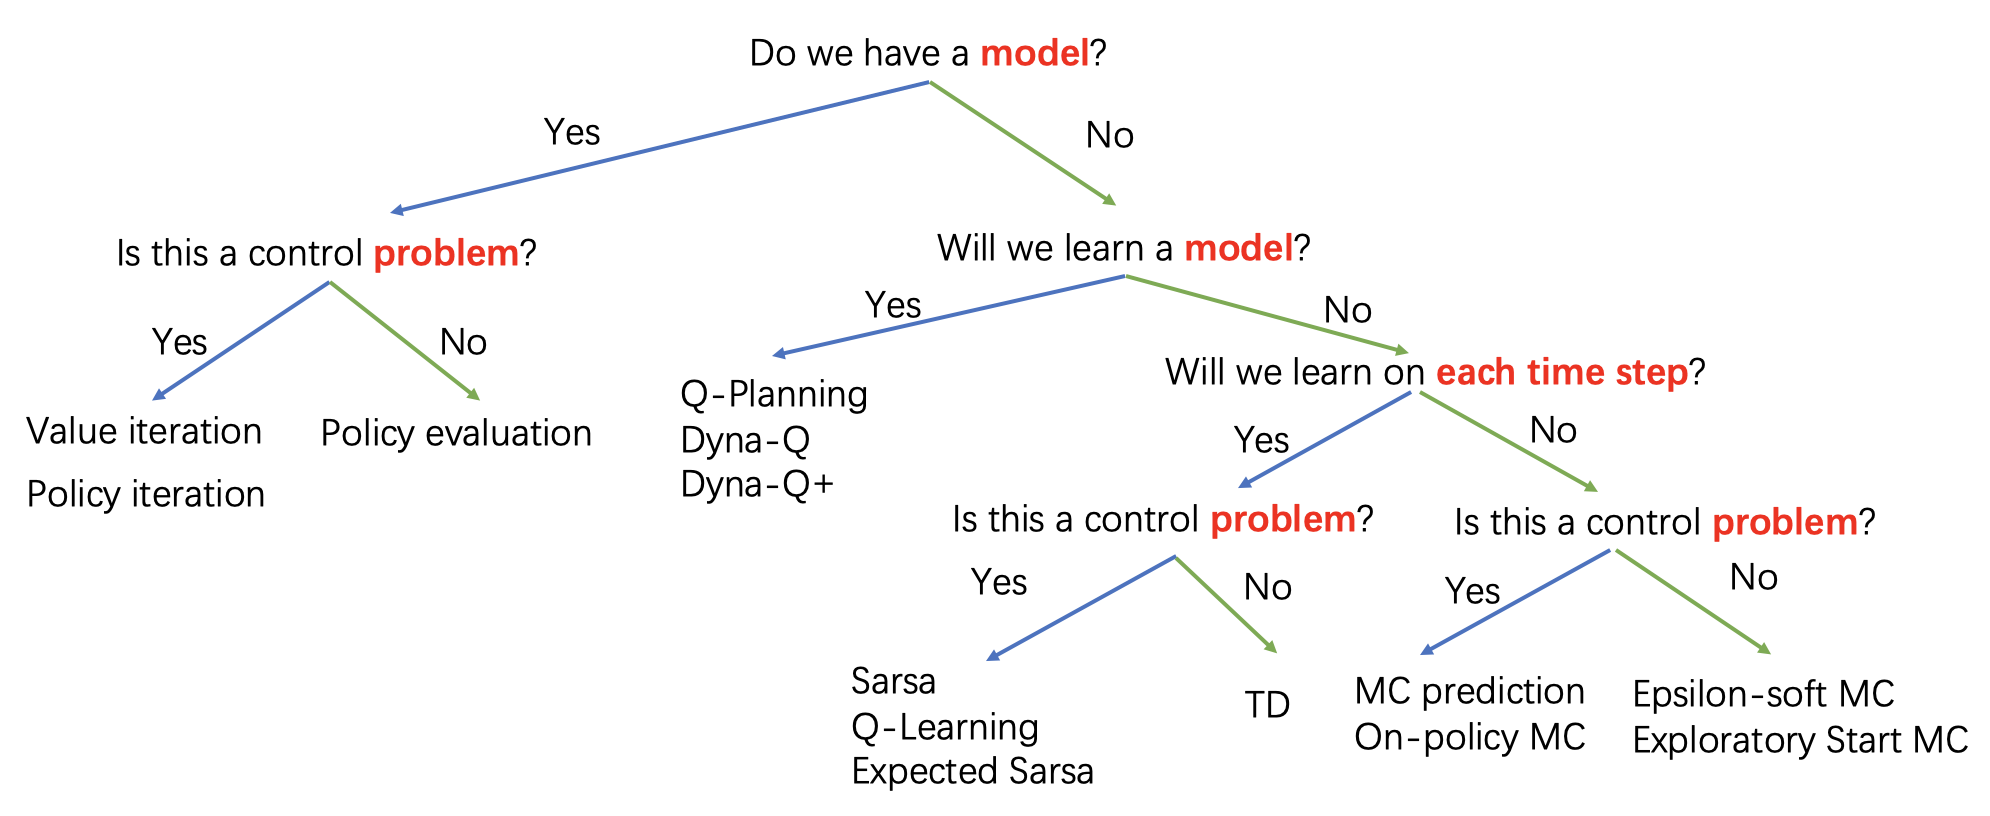 Do we have a model?
Yes
No
Is this a control problem?
Will we learn a model?
Yes
No
Yes
No
Value iteration
Policy iteration
Policy evaluation
Q-Planning
Dyna-Q
Dyna-Q+
Will we learn on each time step?
Yes
No
Is this a control problem?
Is this a control problem?
Yes
No
Yes
No
Sarsa
Q-Learning
Expected Sarsa
TD
MC prediction
On-policy MC
Epsilon-soft MC
Exploratory Start MC